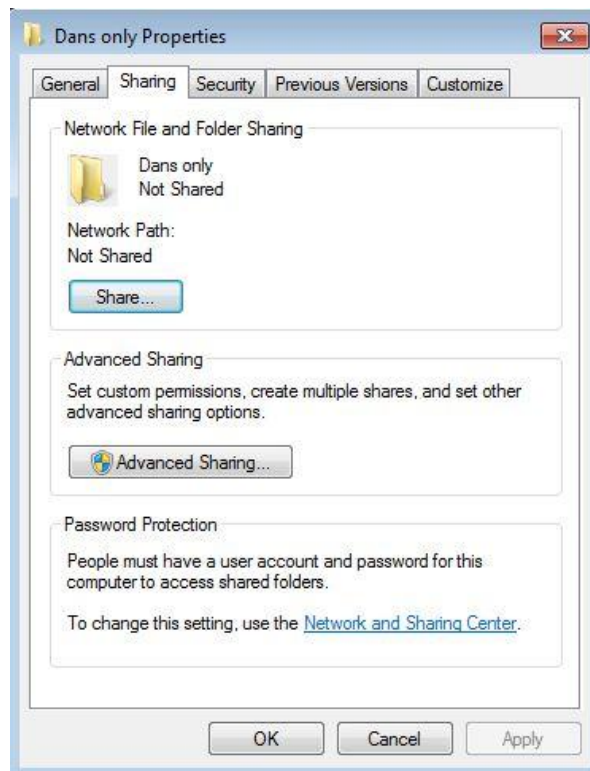 Dans only Properties
General Sharing Security Previous Versions Customize
Network File and Folder Sharing
Dans only
Not Shared
Network Path:
Not Shared
Share...
Advanced Sharing
Set custom permissions, create multiple shares, and set other
advanced sharing options.
Advanced Sharing...
Password Protection
People must have a user account and password for this
computer to access shared folders.
To change this setting, use the Network and Sharing Center.
OK Cancel Apply